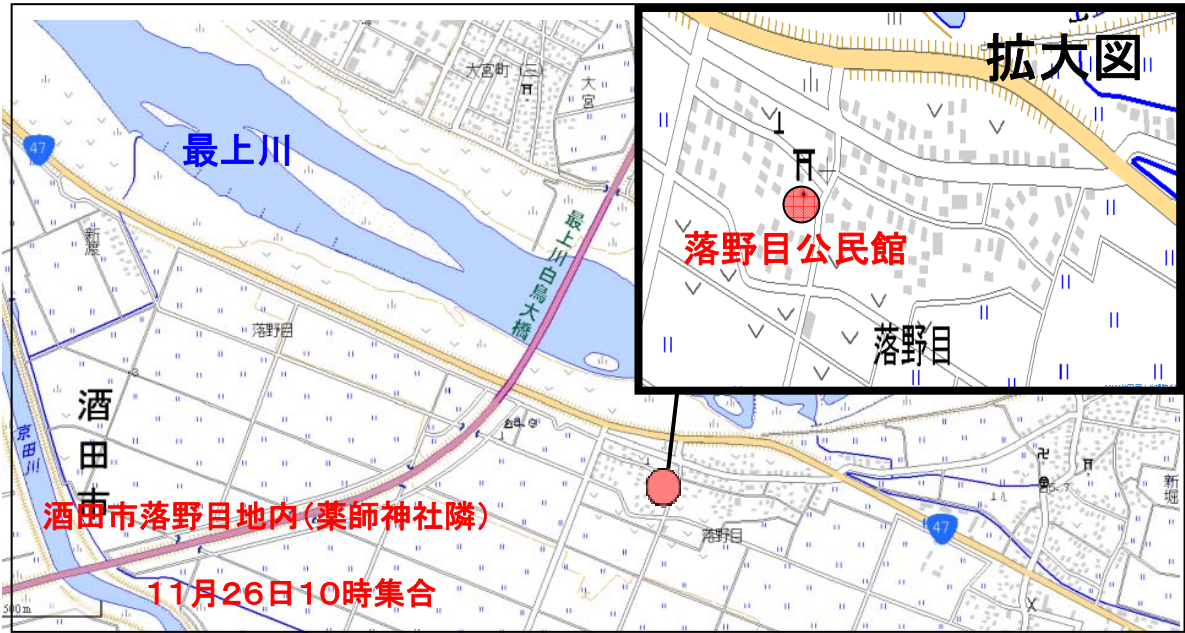 拡大図
落野目公民館
落野目
大宮町(二)
大宮
47
最上川
新渡
最上川白鳥大橋
落野目
酒田市
京田川
酒田市落野目地内(薬師神社隣)
11月26日10時集合
落野目
47
新堀
500m